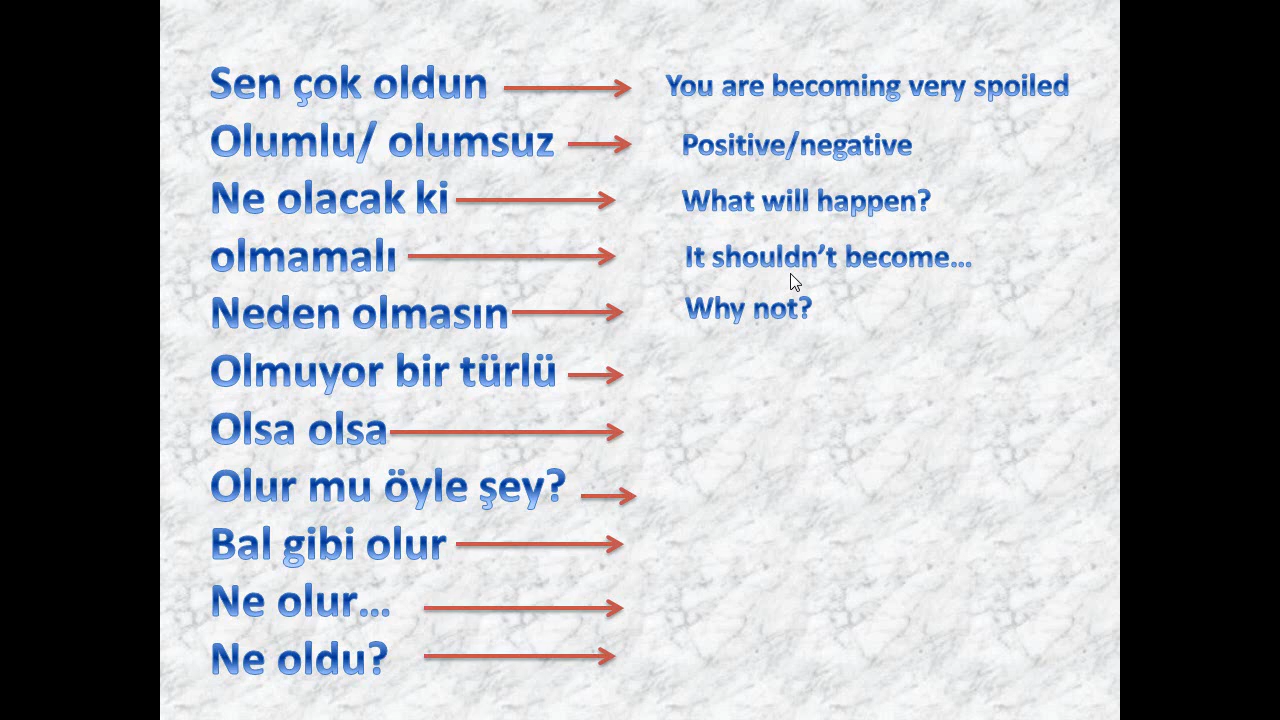 Sen çok oldun You are becoming very spoiled
Olumlu/ olumsuz Positive/negative
Ne olacak ki What will happen?
olmamalı It shouldn't become...
Neden olmasın Why not?
Olmuyor bir türlü
Olsa olsa
Olur mu öyle şey?
Bal gibi olur
Ne olur...
Ne oldu?